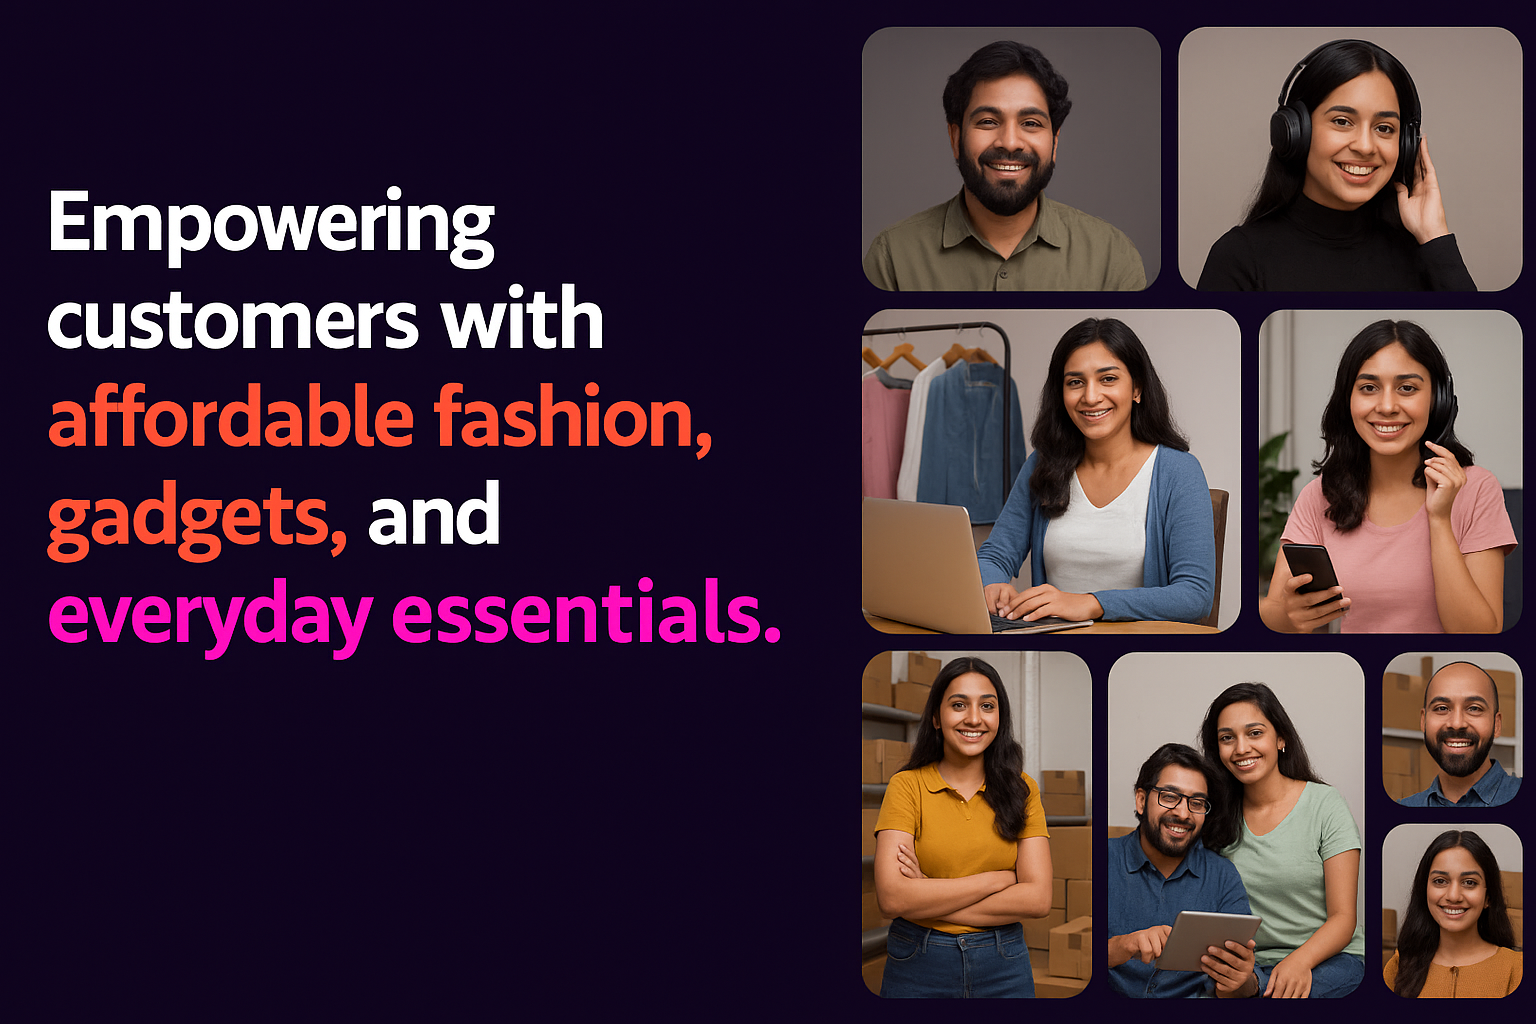 Empowering
customers with
affordable fashion,
gadgets, and
everyday essentials.